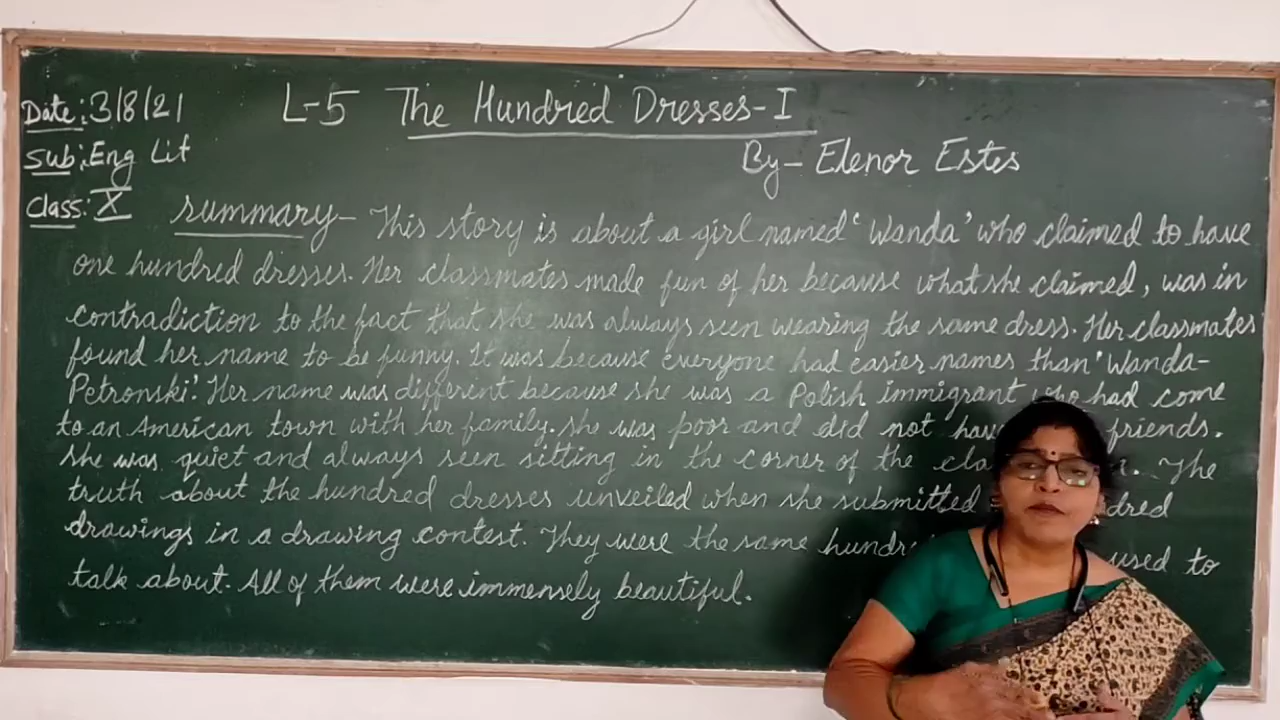 Date: 3/8/21
L-5 The Hundred Dresses-I
Sub: Eng Lit
By- Elenor Estes
Class: X
Summary- This story is about a girl named 'Wanda' who claimed to have
one hundred dresses. Her classmates made fun of her because what she claimed, was in
contradiction to the fact that she was always seen wearing the same dress. Her classmates
found her name to be funny. It was because everyone had easier names than 'Wanda-
Petronski'. Her name was different because she was a Polish immigrant who had come
to an American town with her family. She was poor and did not friends.
She was quiet and always seen sitting in the corner of the The
truth about the hundred dresses unveiled when she submitted
drawings in a drawing contest. They were the same used to
talk about. All of them were immensely beautiful.